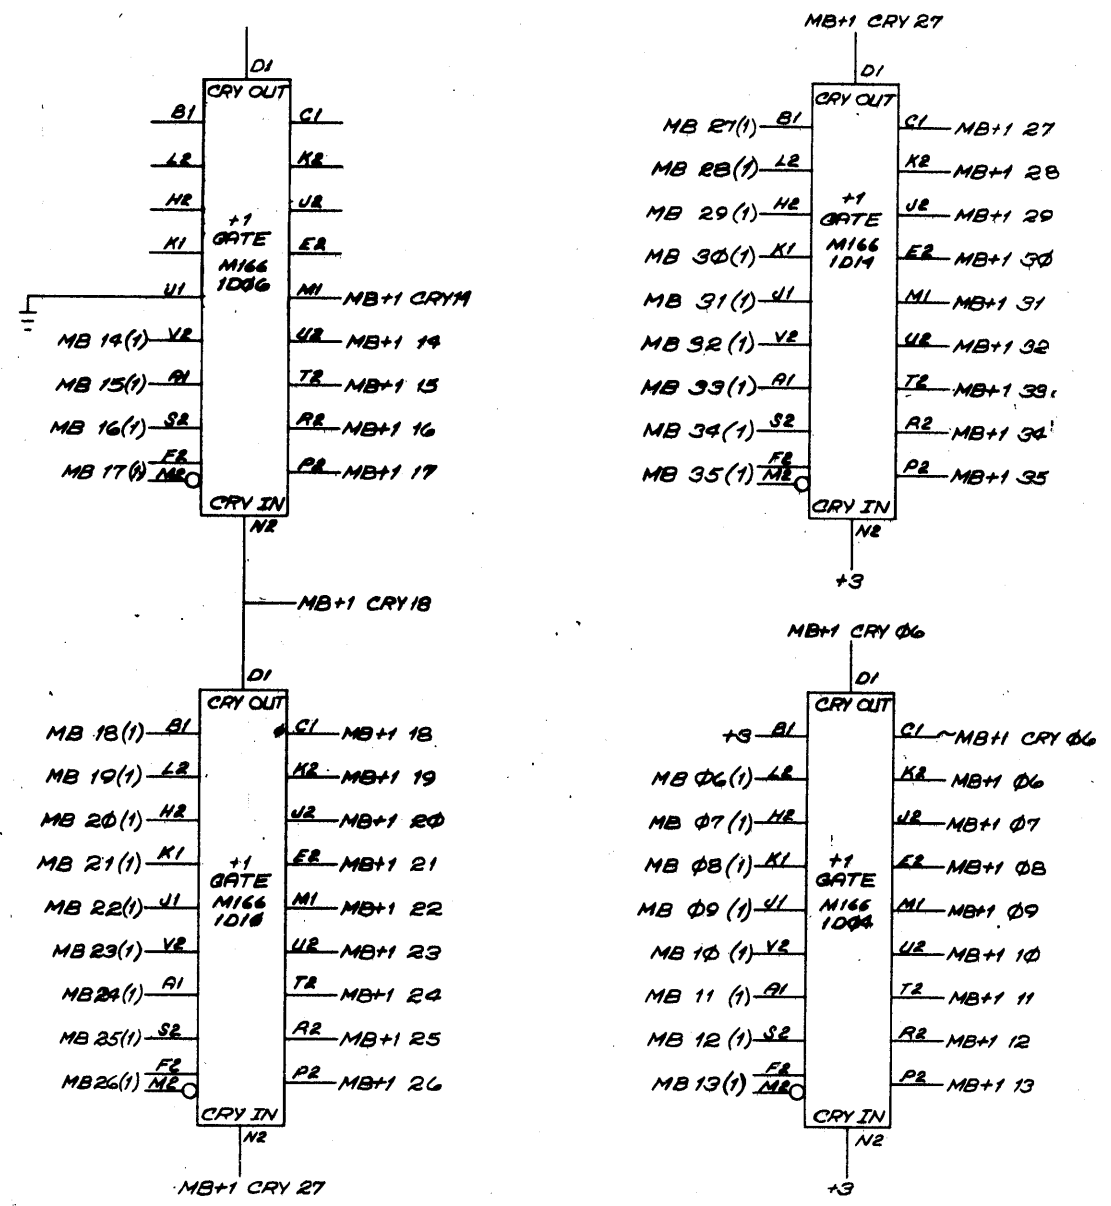 D1
CRY OUT
B1 C1
L2 K2
H2 J2
+1
GATE
K1 E2
M166
1DØ6
J1 M1 MB+1 CRY14
MB 14(1) V2 U2 MB+1 14
MB 15(1) A1 T2 MB+1 15
MB 16(1) S2 R2 MB+1 16
MB 17(1) F2 P2 MB+1 17
M2
CRY IN
N2
MB+1 CRY 18
D1
CRY OUT
MB 18(1) B1 C1 MB+1 18
MB 19(1) L2 K2 MB+1 19
MB 2Ø(1) H2 J2 MB+1 2Ø
MB 21(1) K1 E2 MB+1 21
+1
GATE
M166
1D1Ø
MB 22(1) J1 M1 MB+1 22
MB 23(1) V2 U2 MB+1 23
MB 24(1) A1 T2 MB+1 24
MB 25(1) S2 R2 MB+1 25
MB 26(1) F2 P2 MB+1 26
M2
CRY IN
N2
MB+1 CRY 27
MB+1 CRY 27
D1
CRY OUT
MB 27(1) B1 C1 MB+1 27
MB 28(1) L2 K2 MB+1 28
MB 29(1) H2 J2 MB+1 29
+1
GATE
M166
1D14
MB 3Ø(1) K1 E2 MB+1 3Ø
MB 31(1) J1 M1 MB+1 31
MB 32(1) V2 U2 MB+1 32
MB 33(1) A1 T2 MB+1 33
MB 34(1) S2 R2 MB+1 34
MB 35(1) F2 P2 MB+1 35
M2
CRY IN
N2
+3
MB+1 CRY Ø6
D1
CRY OUT
+3 B1 C1 ~MB+1 CRY Ø6
MB Ø6(1) L2 K2 MB+1 Ø6
MB Ø7(1) H2 J2 MB+1 Ø7
MB Ø8(1) K1 E2 MB+1 Ø8
+1
GATE
M166
1DØ4
MB Ø9(1) J1 M1 MB+1 Ø9
MB 1Ø(1) V2 U2 MB+1 1Ø
MB 11(1) A1 T2 MB+1 11
MB 12(1) S2 R2 MB+1 12
MB 13(1) F2 P2 MB+1 13
M2
CRY IN
N2
+3